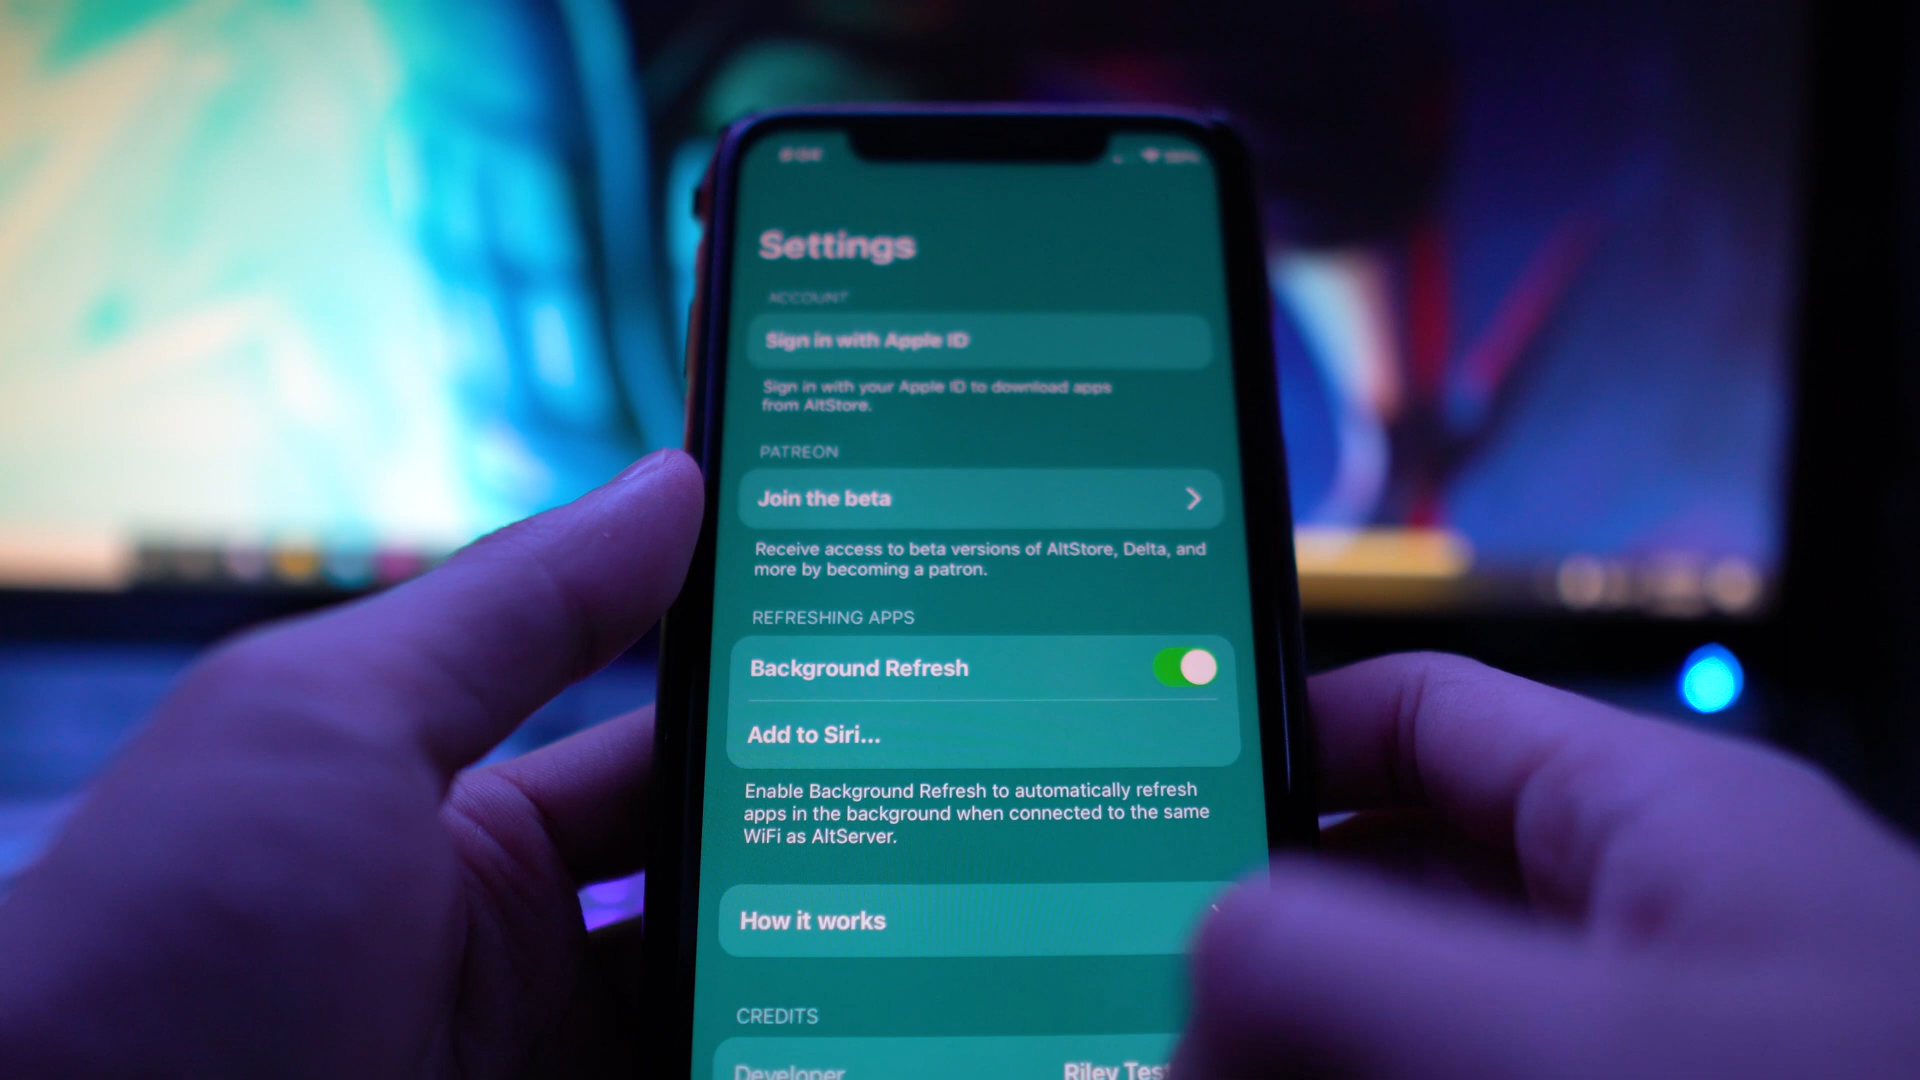 Settings
ACCOUNT
Sign in with Apple ID
Sign in with your Apple ID to download apps
from AltStore.
PATREON
Join the beta
Receive access to beta versions of AltStore, Delta, and
more by becoming a patron.
REFRESHING APPS
Background Refresh
Add to Siri...
Enable Background Refresh to automatically refresh
apps in the background when connected to the same
WiFi as AltServer.
How it works
CREDITS
Developer Riley